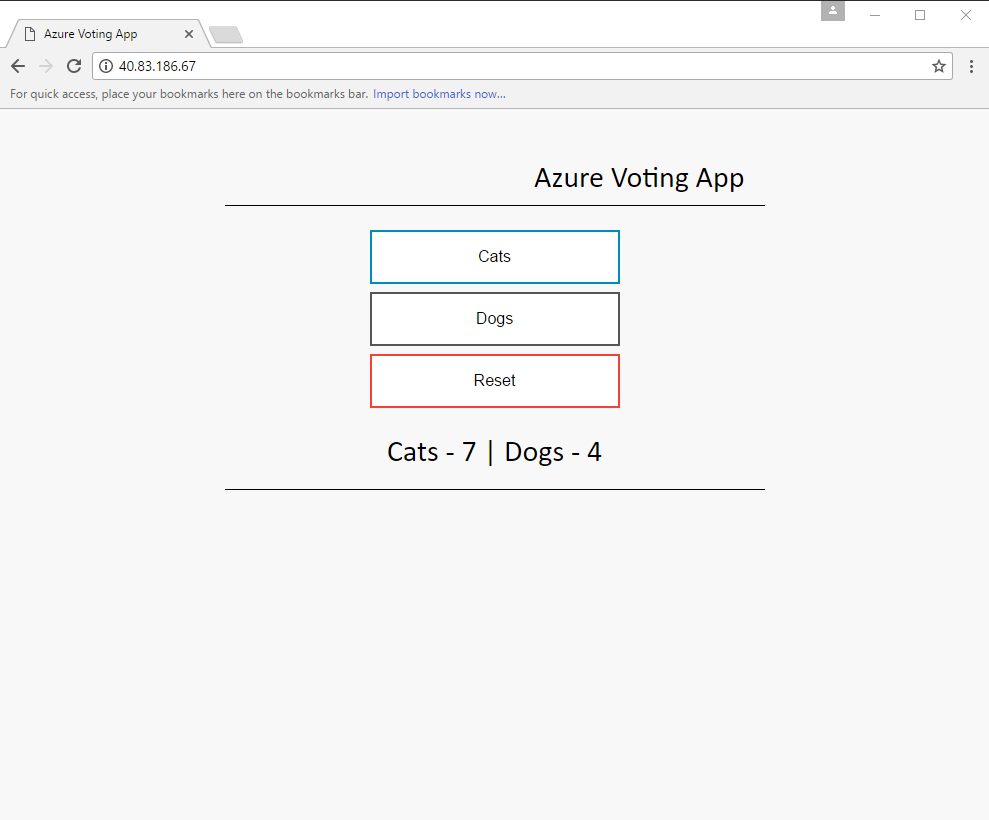 Azure Voting App
40.83.186.67
For quick access, place your bookmarks here on the bookmarks bar. Import bookmarks now...
Azure Voting App
Cats
Dogs
Reset
Cats - 7 | Dogs - 4